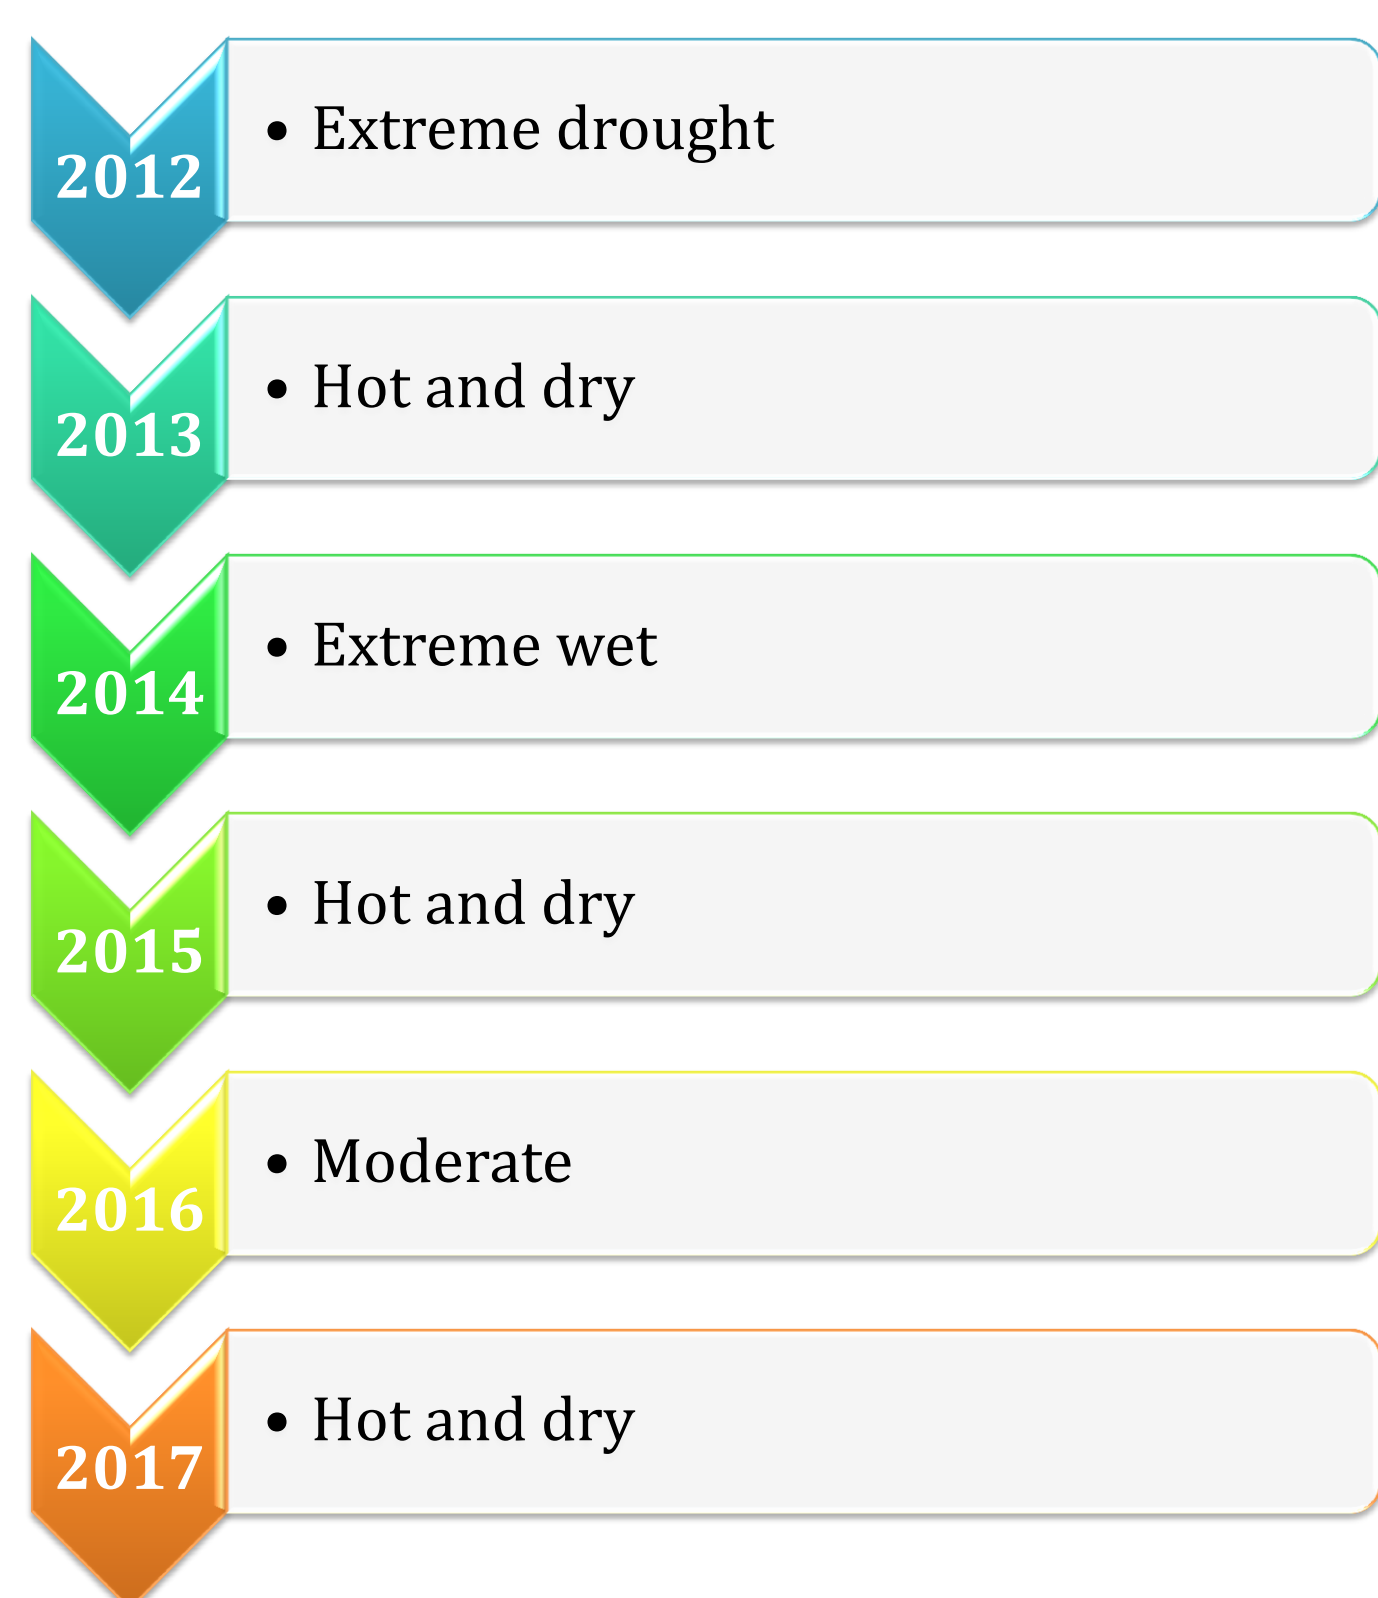 2012
• Extreme drought
2013
• Hot and dry
2014
• Extreme wet
2015
• Hot and dry
2016
• Moderate
2017
• Hot and dry